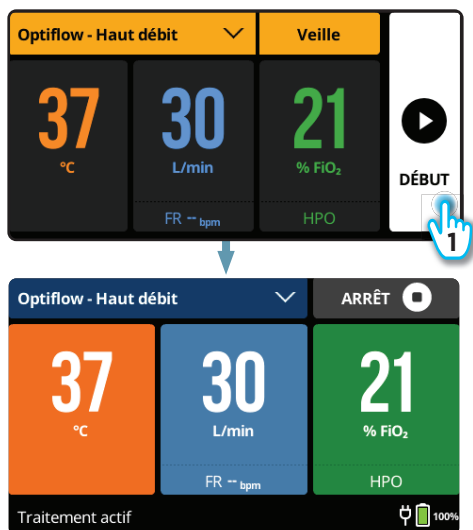 Optiflow - Haut débit Veille
37 30 21
°C L/min % FiO₂
DÉBUT
FR -- bpm HPO
1
Optiflow - Haut débit ARRÊT
37 30 21
°C L/min % FiO₂
FR -- bpm HPO
Traitement actif 100%